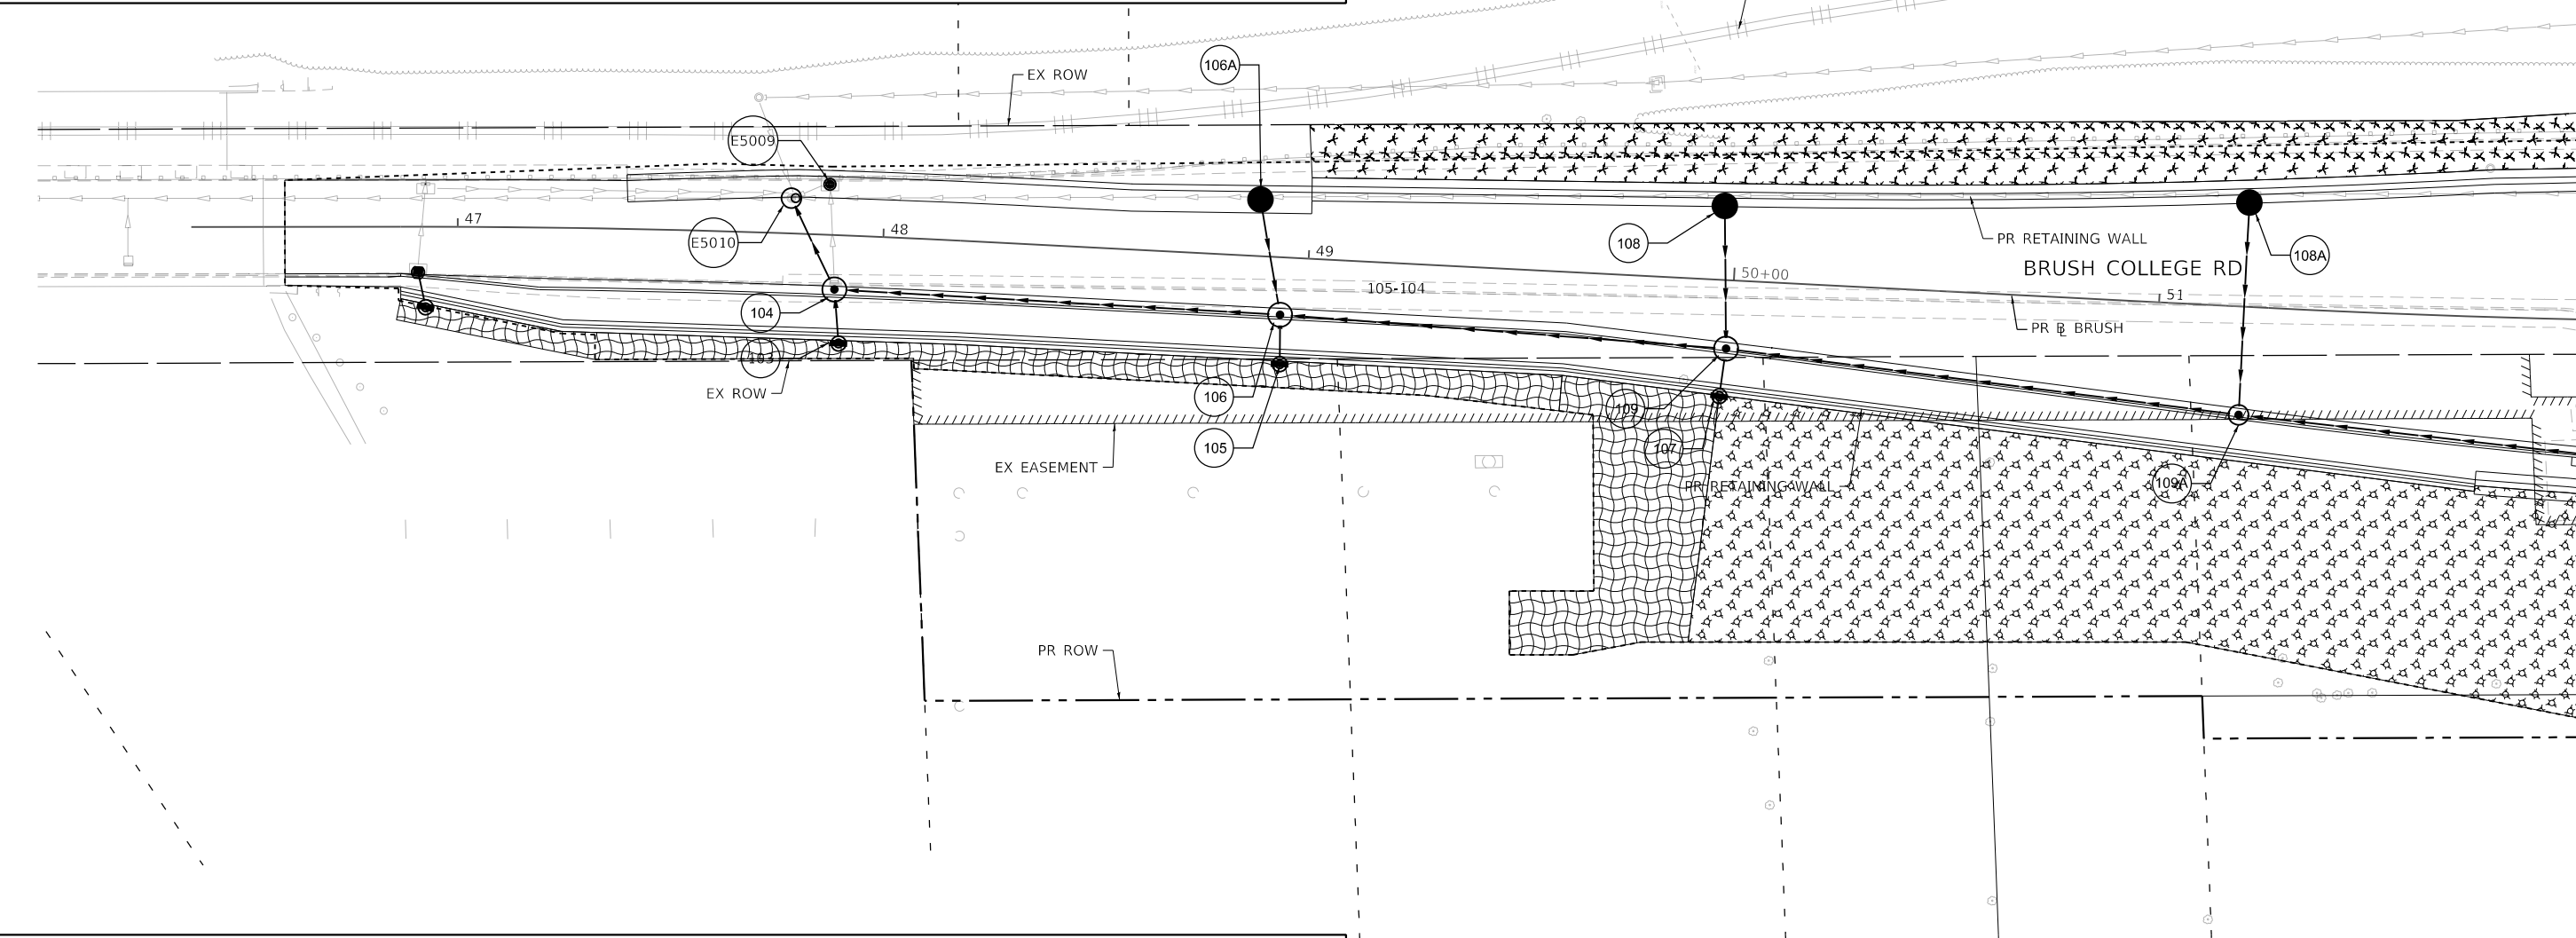 106A
EX ROW
E5009
47
48
E5010
49
108
PR RETAINING WALL
108A
BRUSH COLLEGE RD
50+00
105-104
51
104
PR BL BRUSH
103
EX ROW
106
109
105
107
EX EASEMENT
PR RETAINING WALL
109A
PR ROW